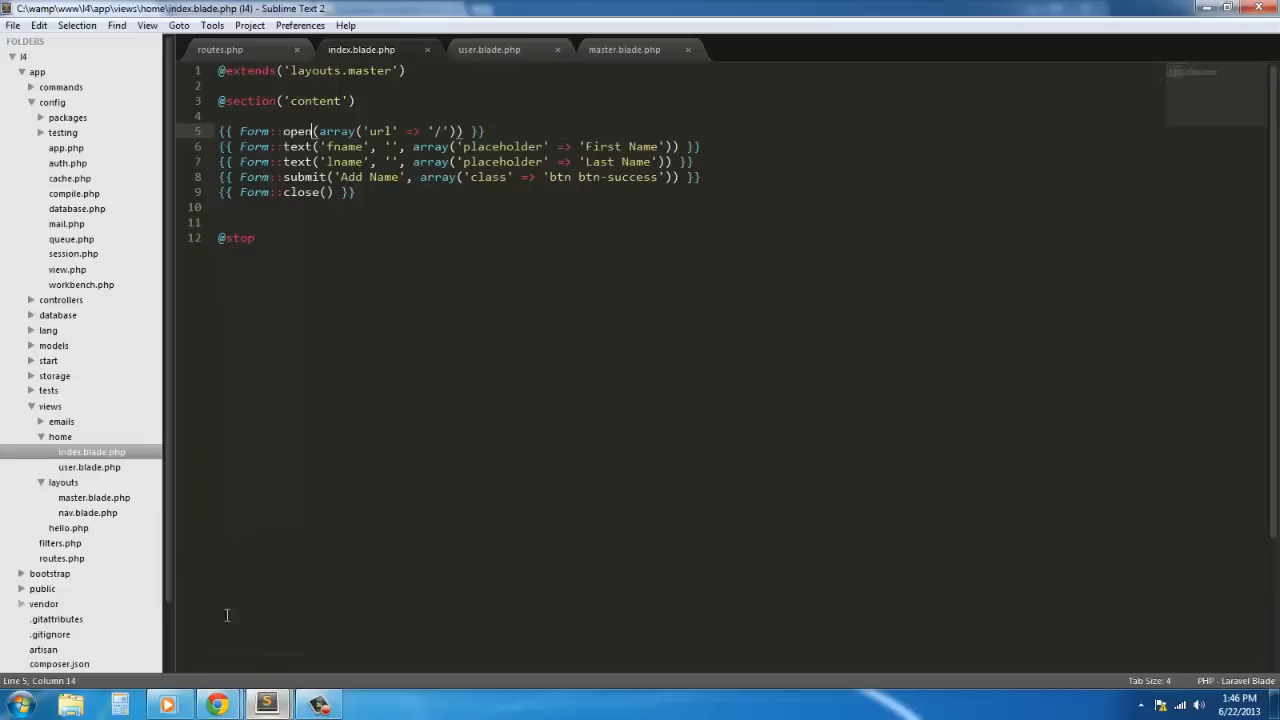 C:\wamp\www\l4\app\views\home\index.blade.php (l4) - Sublime Text 2
File Edit Selection Find View Goto Tools Project Preferences Help
FOLDERS
l4
app
commands
config
packages
testing
app.php
auth.php
cache.php
compile.php
database.php
mail.php
queue.php
session.php
view.php
workbench.php
controllers
database
lang
models
start
storage
tests
views
emails
home
index.blade.php
user.blade.php
layouts
master.blade.php
nav.blade.php
hello.php
filters.php
routes.php
bootstrap
public
vendor
.gitattributes
.gitignore
artisan
composer.json
routes.php × index.blade.php × user.blade.php × master.blade.php ×
1 @extends('layouts.master')
2
3 @section('content')
4
5 {{ Form::open(array('url' => '/')) }}
6 {{ Form::text('fname', '', array('placeholder' => 'First Name')) }}
7 {{ Form::text('lname', '', array('placeholder' => 'Last Name')) }}
8 {{ Form::submit('Add Name', array('class' => 'btn btn-success')) }}
9 {{ Form::close() }}
10
11
12 @stop
Line 5, Column 14 Tab Size: 4 PHP - Laravel Blade
1:46 PM
6/22/2013